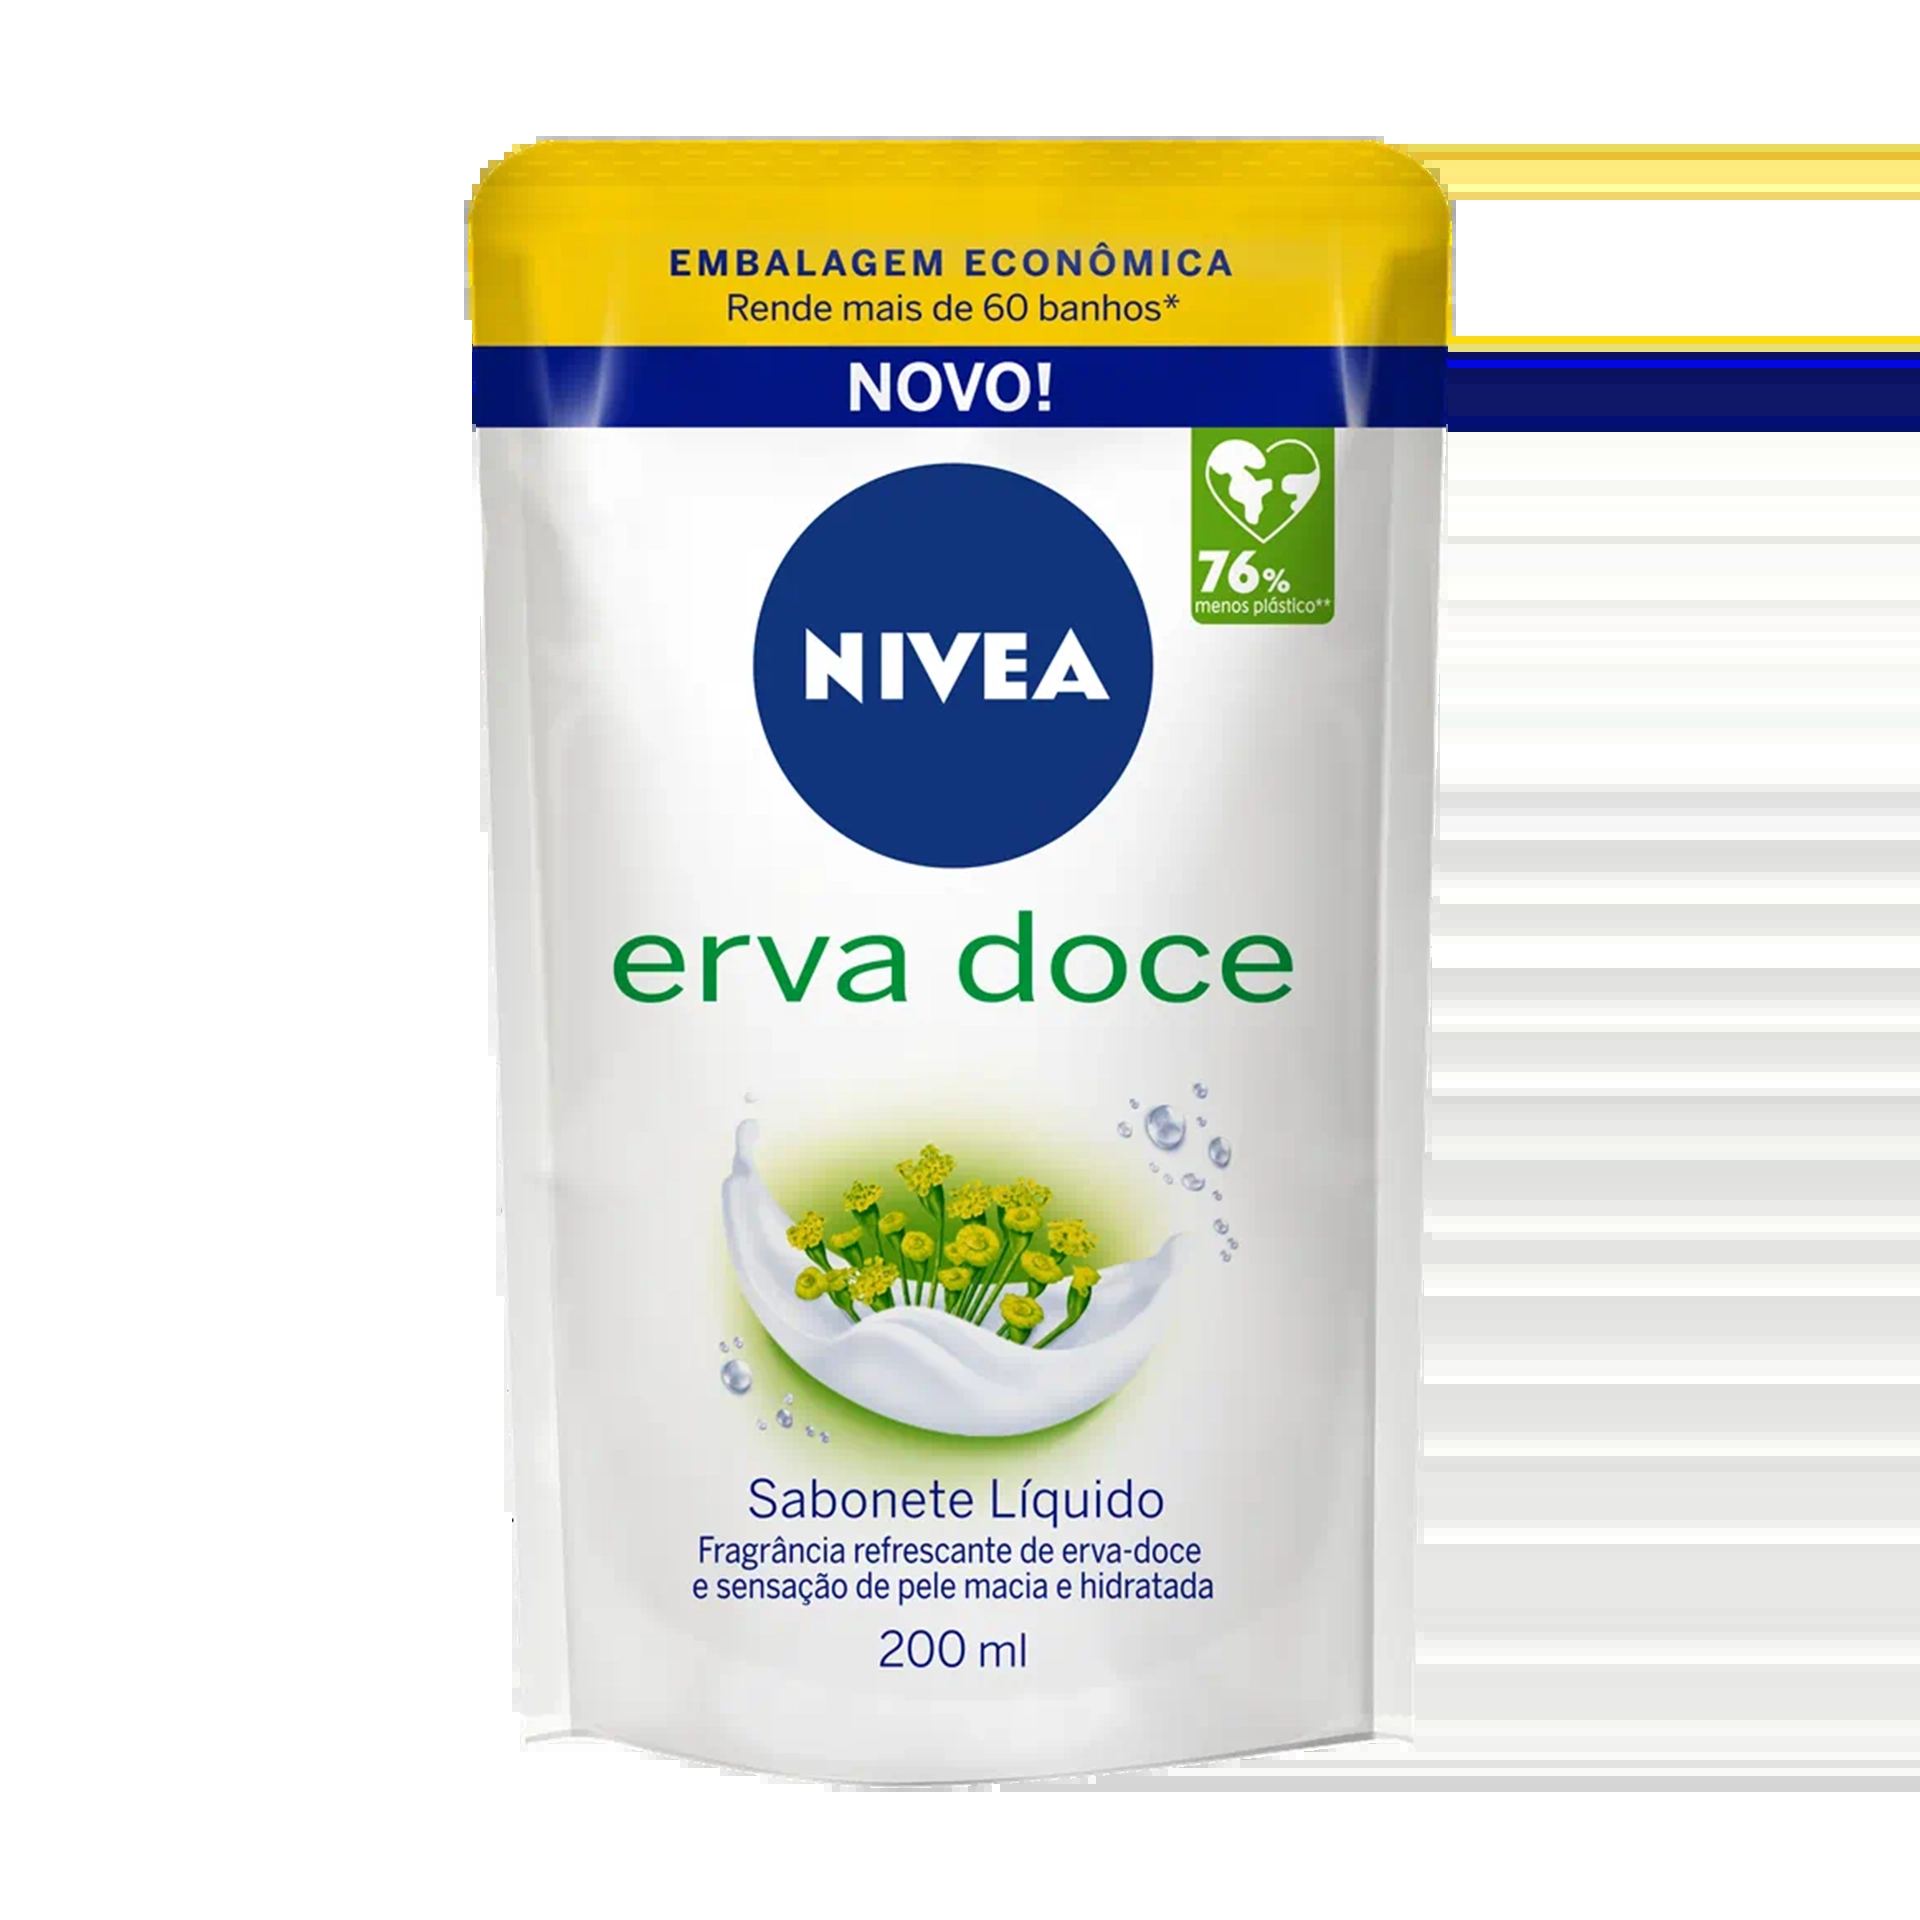 EMBALAGEM ECONÔMICA
Rende mais de 60 banhos*
NOVO!
76%
menos plástico**
NIVEA
erva doce
Sabonete Líquido
Fragrância refrescante de erva-doce
e sensação de pele macia e hidratada
200 ml